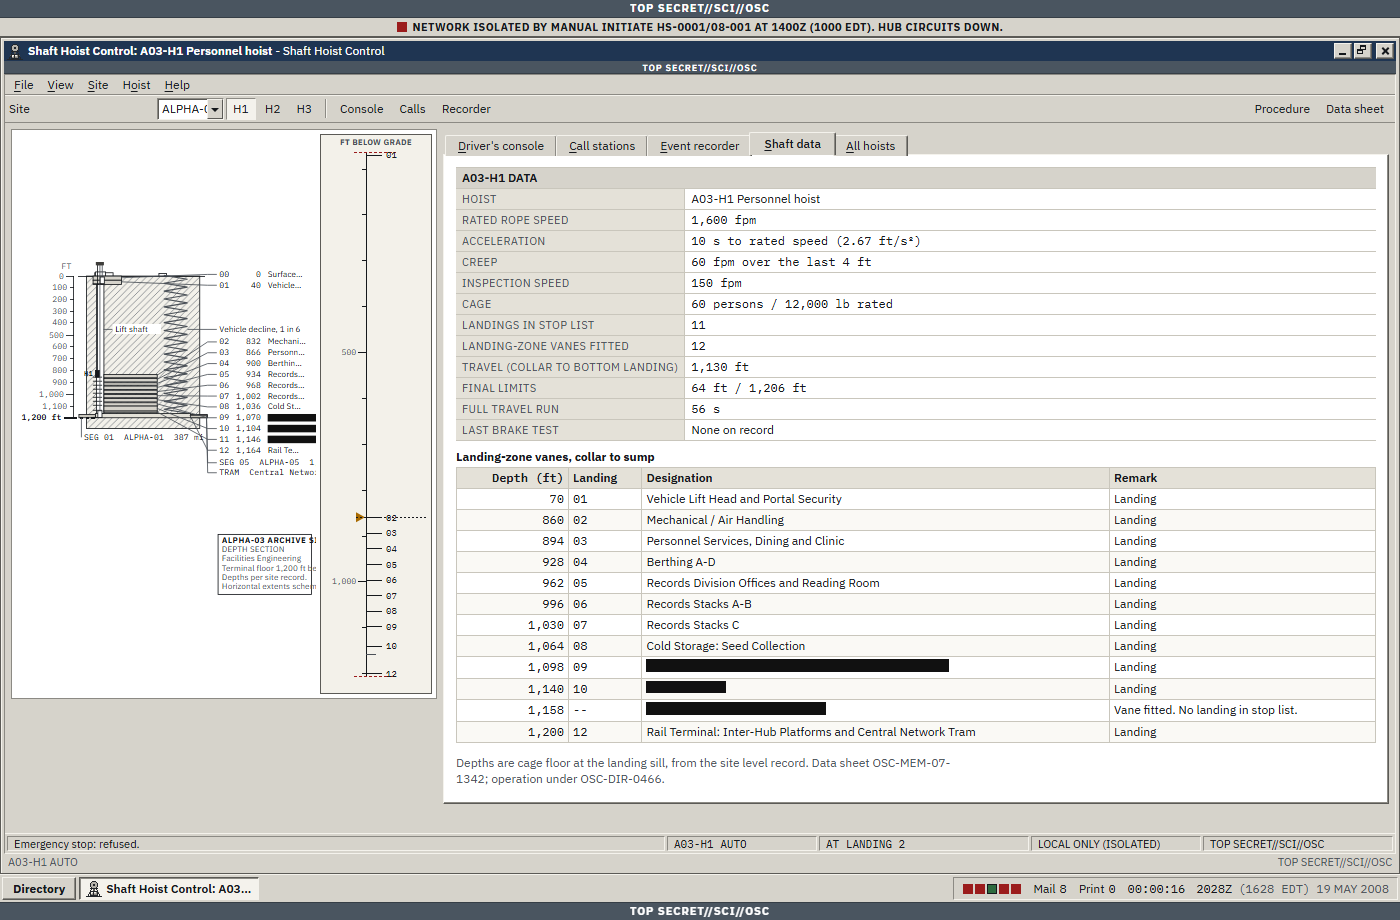 TOP SECRET//SCI//OSC
NETWORK ISOLATED BY MANUAL INITIATE HS-0001/08-001 AT 1400Z (1000 EDT). HUB CIRCUITS DOWN.
Shaft Hoist Control: A03-H1 Personnel hoist - Shaft Hoist Control
TOP SECRET//SCI//OSC
File View Site Hoist Help
Site ALPHA-( H1 H2 H3 Console Calls Recorder Procedure Data sheet
FT
0
100
200
300
400
500
600
700
800
900
1,000
1,100
1,200 ft
H1
Lift shaft
00 0 Surface...
01 40 Vehicle...
Vehicle decline, 1 in 6
02 832 Mechani...
03 866 Personn...
04 900 Berthin...
05 934 Records...
06 968 Records...
07 1,002 Records...
08 1,036 Cold St...
09 1,070
10 1,104
11 1,146
12 1,164 Rail Te...
SEG 01 ALPHA-01 387 mi
SEG 05 ALPHA-05 1
TRAM Central Netwo
ALPHA-03 ARCHIVE S
DEPTH SECTION
Facilities Engineering
Terminal floor 1,200 ft be
Depths per site record.
Horizontal extents schem
FT BELOW GRADE
01
500
02
03
04
05
1,000 06
07
08
09
10
12
Driver's console Call stations Event recorder Shaft data All hoists
A03-H1 DATA
HOIST A03-H1 Personnel hoist
RATED ROPE SPEED 1,600 fpm
ACCELERATION 10 s to rated speed (2.67 ft/s²)
CREEP 60 fpm over the last 4 ft
INSPECTION SPEED 150 fpm
CAGE 60 persons / 12,000 lb rated
LANDINGS IN STOP LIST 11
LANDING-ZONE VANES FITTED 12
TRAVEL (COLLAR TO BOTTOM LANDING) 1,130 ft
FINAL LIMITS 64 ft / 1,206 ft
FULL TRAVEL RUN 56 s
LAST BRAKE TEST None on record
Landing-zone vanes, collar to sump
Depth (ft) Landing Designation Remark
70 01 Vehicle Lift Head and Portal Security Landing
860 02 Mechanical / Air Handling Landing
894 03 Personnel Services, Dining and Clinic Landing
928 04 Berthing A-D Landing
962 05 Records Division Offices and Reading Room Landing
996 06 Records Stacks A-B Landing
1,030 07 Records Stacks C Landing
1,064 08 Cold Storage: Seed Collection Landing
1,098 09 Landing
1,140 10 Landing
1,158 -- Vane fitted. No landing in stop list.
1,200 12 Rail Terminal: Inter-Hub Platforms and Central Network Tram Landing
Depths are cage floor at the landing sill, from the site level record. Data sheet OSC-MEM-07-
1342; operation under OSC-DIR-0466.
Emergency stop: refused. A03-H1 AUTO AT LANDING 2 LOCAL ONLY (ISOLATED) TOP SECRET//SCI//OSC
A03-H1 AUTO TOP SECRET//SCI//OSC
Directory Shaft Hoist Control: A03... Mail 8 Print 0 00:00:16 2028Z (1628 EDT) 19 MAY 2008
TOP SECRET//SCI//OSC